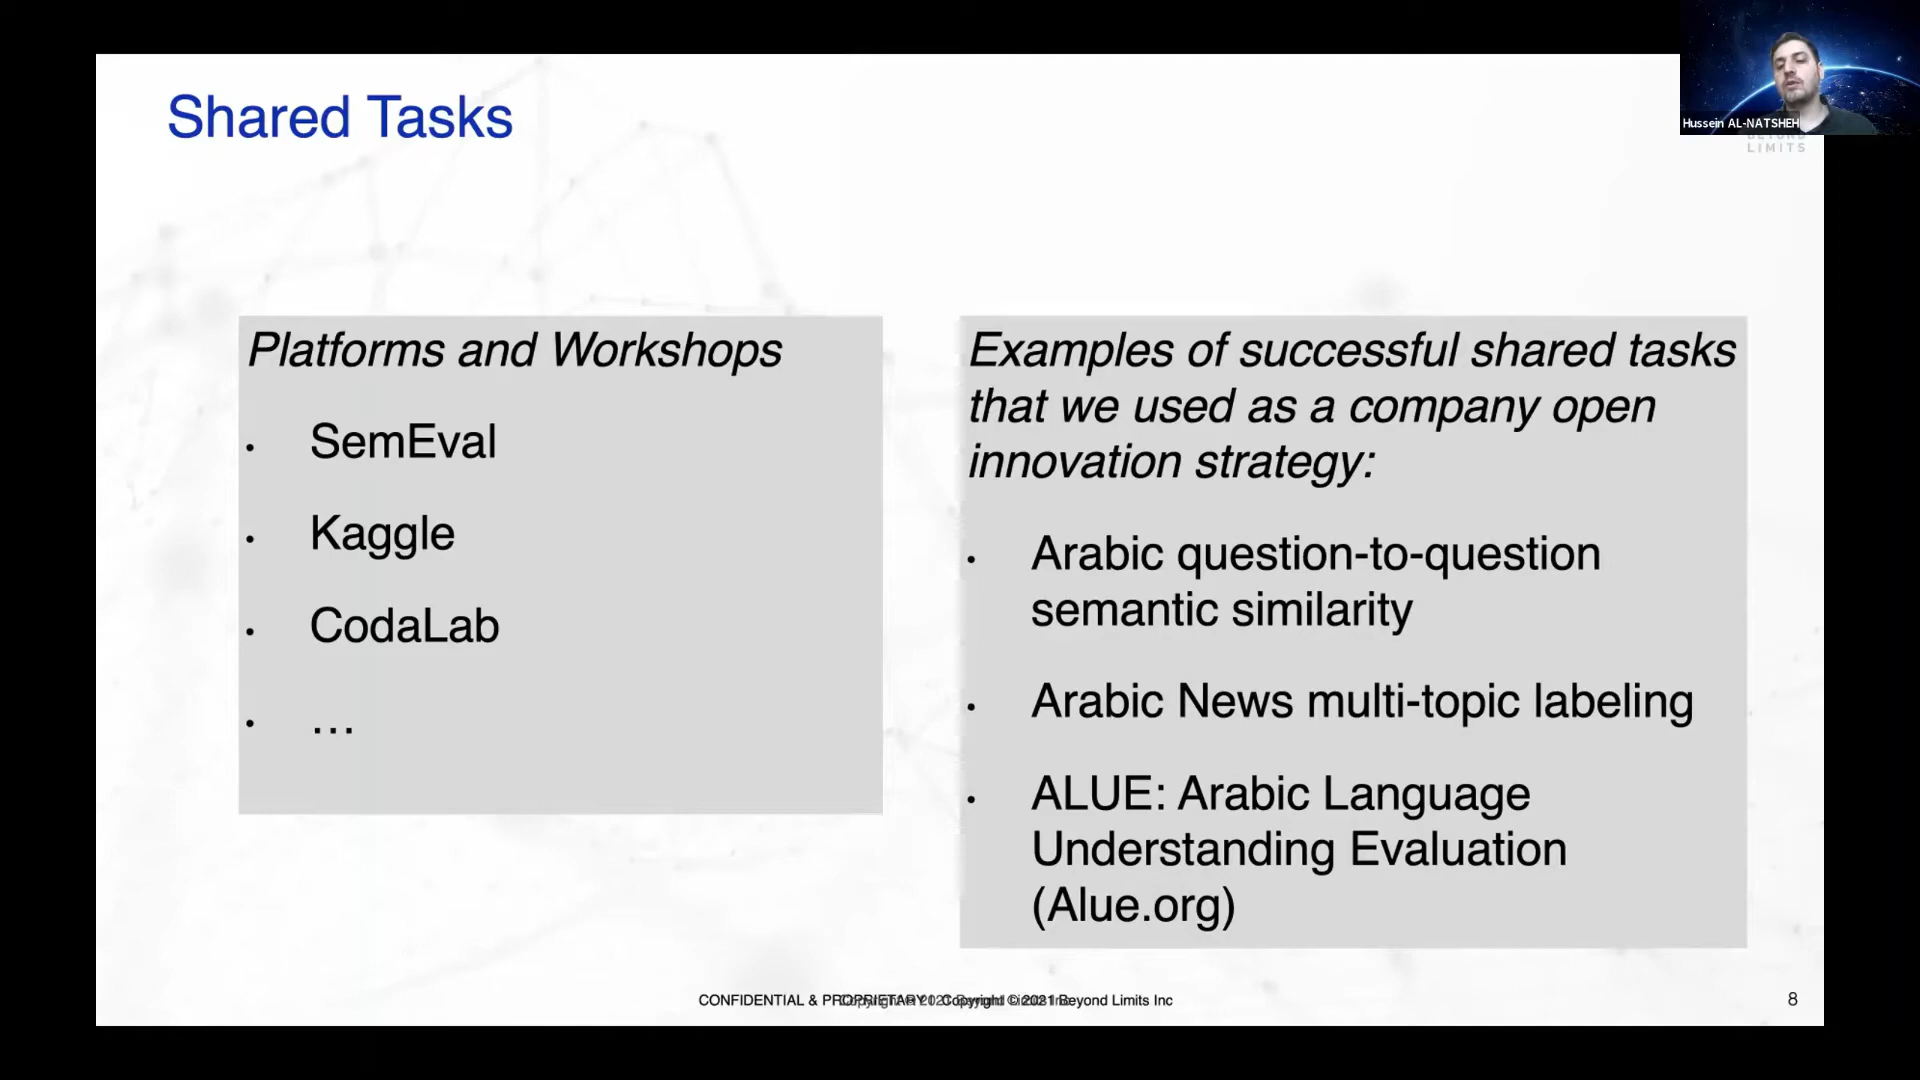 Shared Tasks
Hussein AL-NATSHEH
BEYOND
LIMITS
Platforms and Workshops
• SemEval
• Kaggle
• CodaLab
• …
Examples of successful shared tasks
that we used as a company open
innovation strategy:
• Arabic question-to-question
semantic similarity
• Arabic News multi-topic labeling
• ALUE: Arabic Language
Understanding Evaluation
(Alue.org)
CONFIDENTIAL & PROPRIETARY Copyright © 2021 Beyond Limits Inc
8